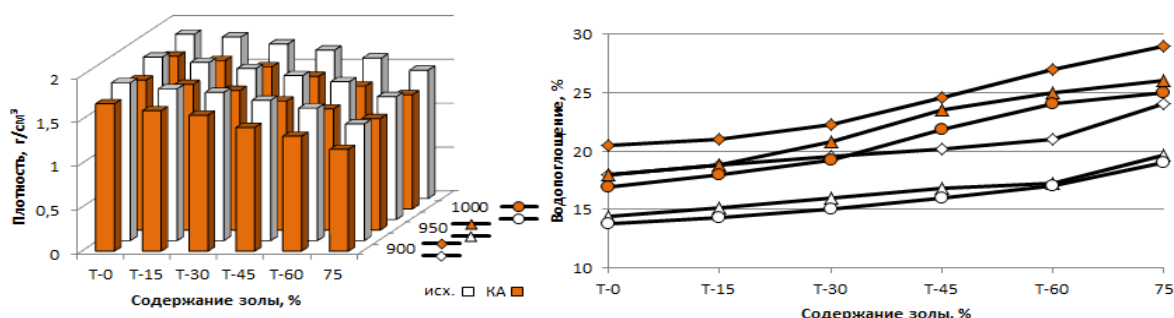 Плотность, г/см³
2
1,5
1
0,5
0
Т-0 Т-15 Т-30 Т-45 Т-60 75
Содержание золы, %
1000
950
900
исх. КА
Водопоглощение, %
30
25
20
15
10
Т-0 Т-15 Т-30 Т-45 Т-60 75
Содержание золы, %